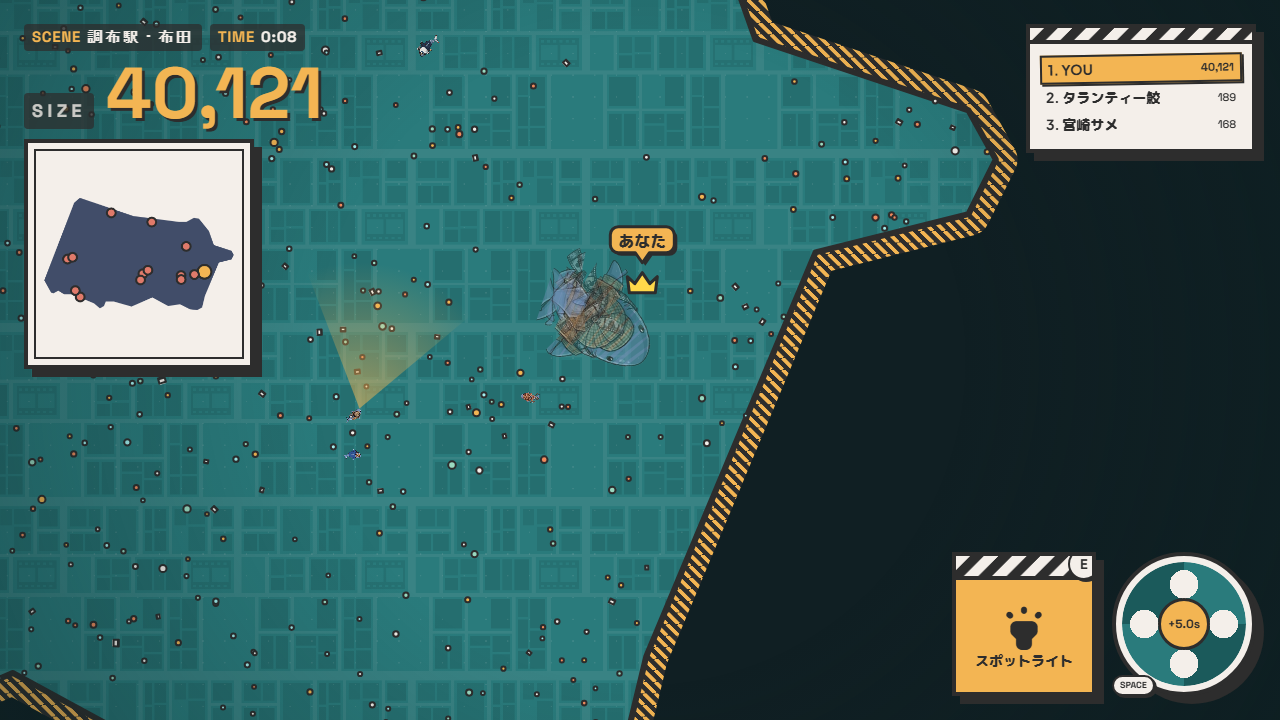 SCENE 調布駅 - 布田 TIME 0:08
SIZE 40,121
1. YOU 40,121
2. タランティー鮫 189
3. 宮崎サメ 168
あなた
E
スポットライト
+5.0s
SPACE